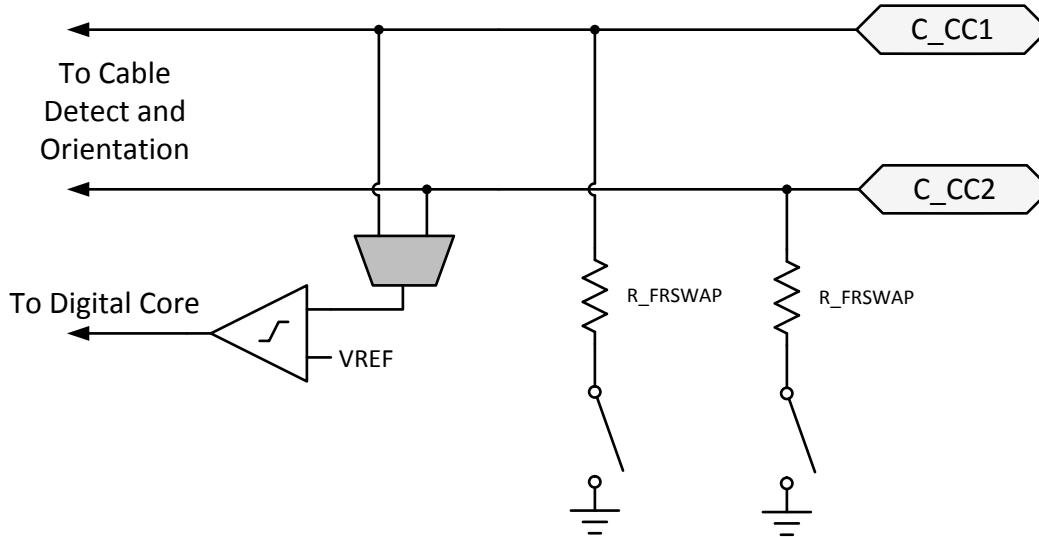 C_CC1
To Cable
Detect and
Orientation
C_CC2
To Digital Core
R_FRSWAP
R_FRSWAP
VREF